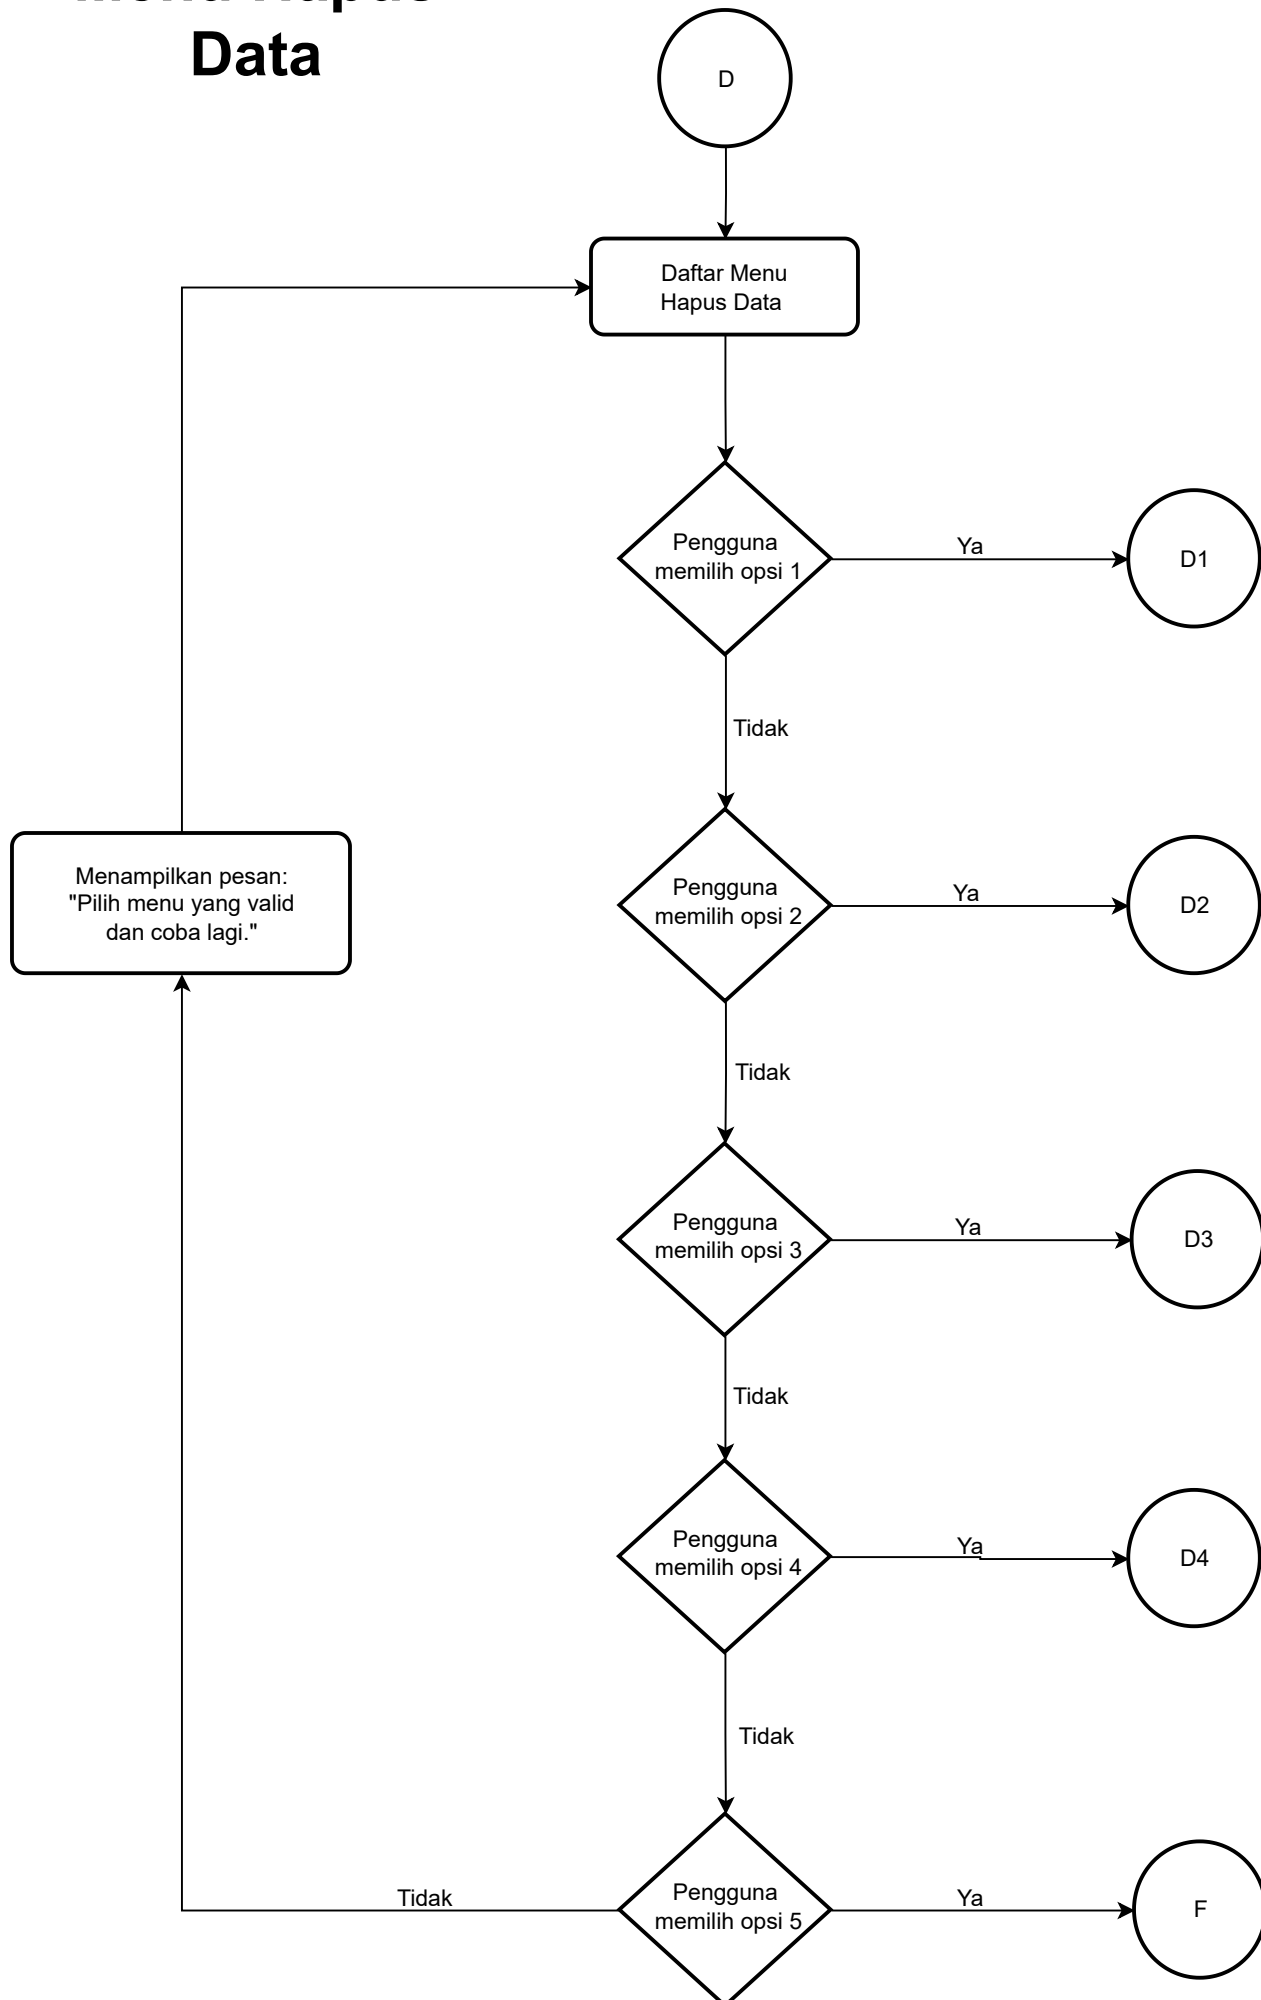 Menu Hapus
Data
D
Daftar Menu
Hapus Data
Pengguna
memilih opsi 1
Ya
D1
Tidak
Menampilkan pesan:
"Pilih menu yang valid
dan coba lagi."
Pengguna
memilih opsi 2
Ya
D2
Tidak
Pengguna
memilih opsi 3
Ya
D3
Tidak
Pengguna
memilih opsi 4
Ya
D4
Tidak
Tidak
Pengguna
memilih opsi 5
Ya
F